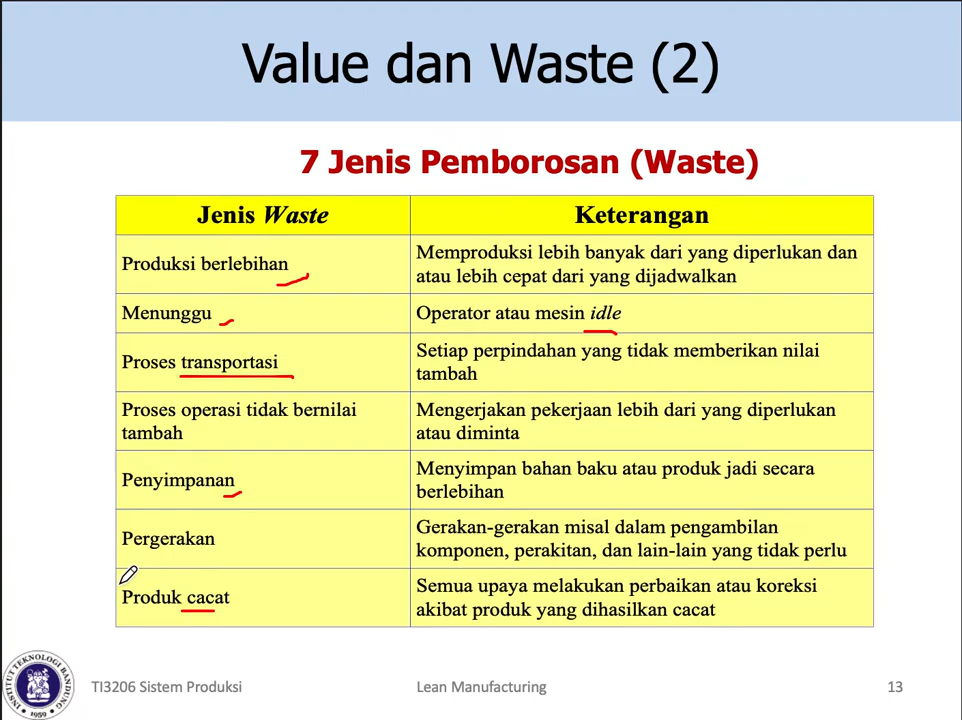 Value dan Waste (2)
7 Jenis Pemborosan (Waste)
Jenis Waste
Keterangan
Produksi berlebihan
Memproduksi lebih banyak dari yang diperlukan dan
atau lebih cepat dari yang dijadwalkan
Menunggu
Operator atau mesin idle
Proses transportasi
Setiap perpindahan yang tidak memberikan nilai
tambah
Proses operasi tidak bernilai
tambah
Mengerjakan pekerjaan lebih dari yang diperlukan
atau diminta
Penyimpanan
Menyimpan bahan baku atau produk jadi secara
berlebihan
Pergerakan
Gerakan-gerakan misal dalam pengambilan
komponen, perakitan, dan lain-lain yang tidak perlu
Produk cacat
Semua upaya melakukan perbaikan atau koreksi
akibat produk yang dihasilkan cacat
INSTITUT TEKNOLOGI BANDUNG
1959
TI3206 Sistem Produksi
Lean Manufacturing
13